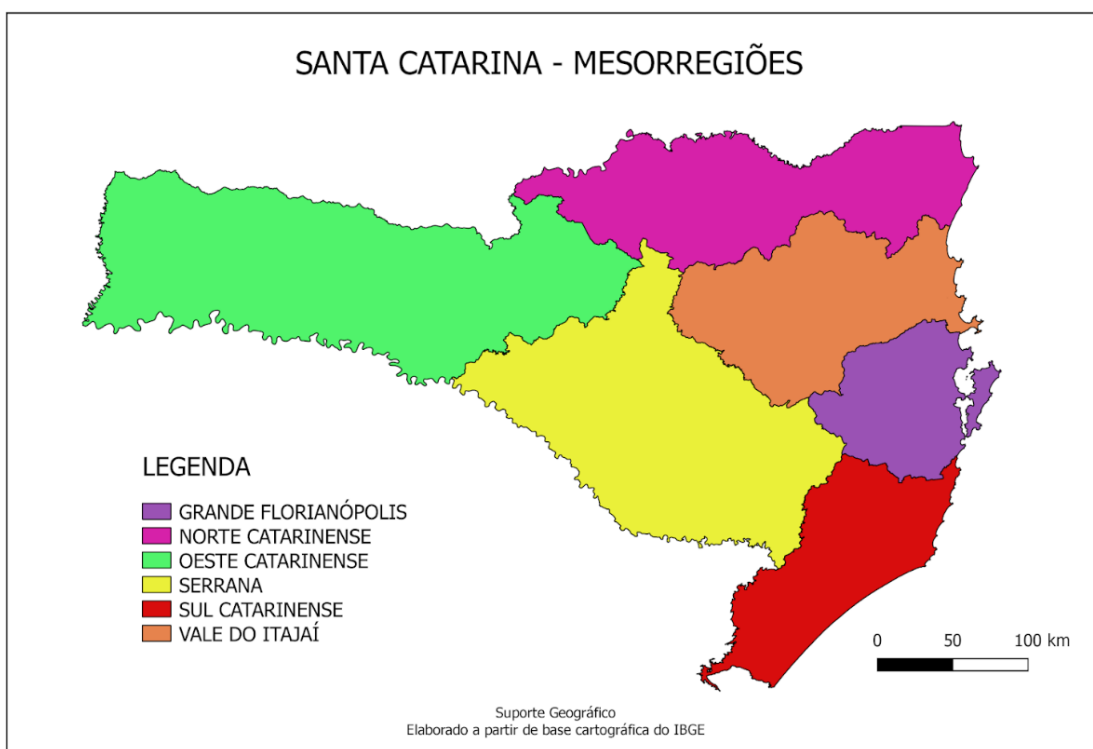 SANTA CATARINA - MESORREGIÕES
LEGENDA
GRANDE FLORIANÓPOLIS
NORTE CATARINENSE
OESTE CATARINENSE
SERRANA
SUL CATARINENSE
VALE DO ITAJAÍ
0 50 100 km
Suporte Geográfico
Elaborado a partir de base cartográfica do IBGE